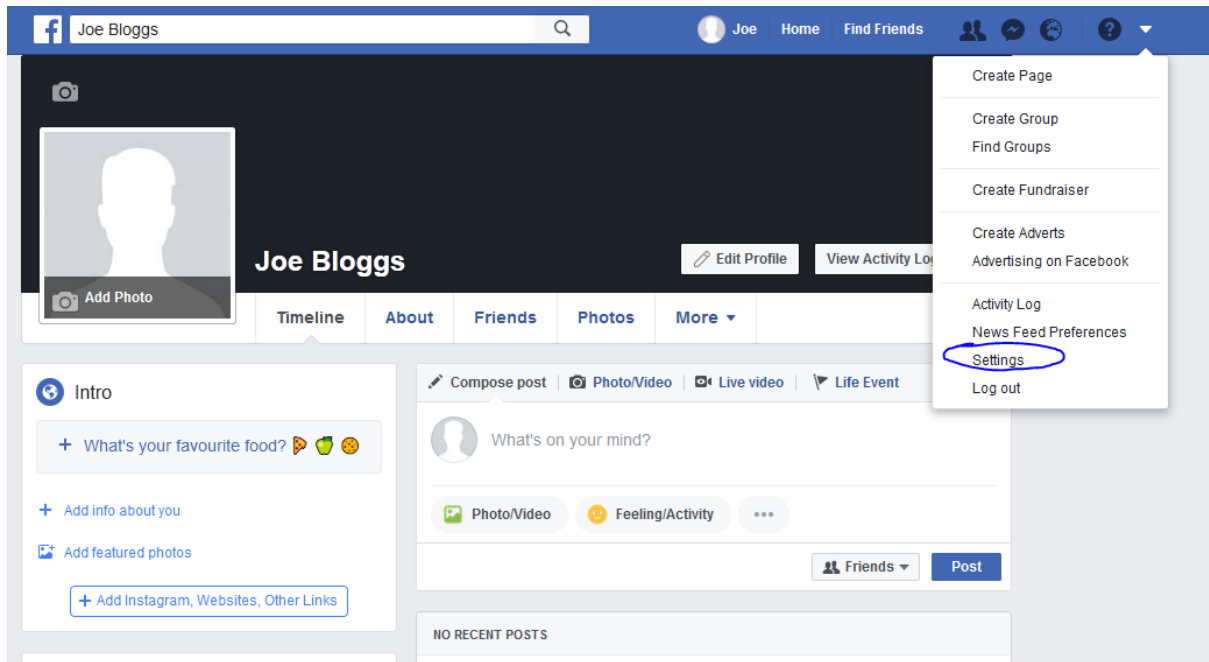 f Joe Bloggs Joe Home Find Friends ?
Create Page
Create Group
Find Groups
Create Fundraiser
Create Adverts
Advertising on Facebook
Activity Log
News Feed Preferences
Settings
Log out
Joe Bloggs
Edit Profile View Activity Log
Add Photo
Timeline About Friends Photos More
Intro
What's your favourite food?
Add info about you
Add featured photos
+ Add Instagram, Websites, Other Links
Compose post Photo/Video Live video Life Event
What's on your mind?
Photo/Video Feeling/Activity
Friends Post
NO RECENT POSTS